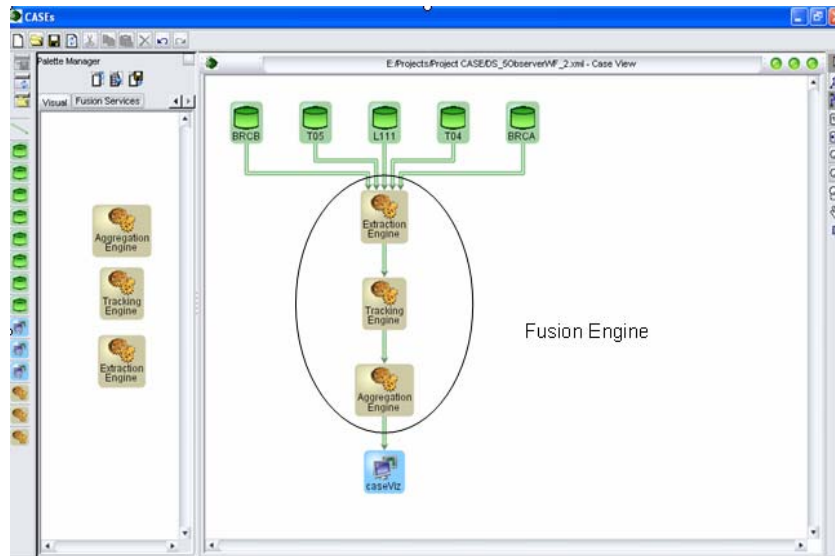 CASEs
Palette Manager
Visual
Fusion Services
Aggregation
Engine
Tracking
Engine
Extraction
Engine
E:/Projects/Project CASE/DS_5ObserverWF_2.xml - Case View
BRCB
T05
L111
T04
BRCA
Extraction
Engine
Tracking
Engine
Aggregation
Engine
caseViz
Fusion Engine